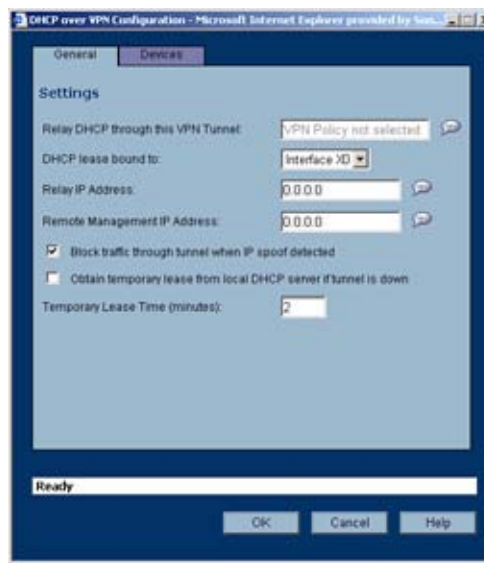 DHCP over VPN Configuration - Microsoft Internet Explorer provided by
General Devices
Settings
Relay DHCP through this VPN Tunnel: VPN Policy not selected
DHCP lease bound to: Interface X0
Relay IP Address: 0.0.0.0
Remote Management IP Address: 0.0.0.0
Block traffic through tunnel when IP spoof detected
Obtain temporary lease from local DHCP server if tunnel is down
Temporary Lease Time (minutes): 2
Ready
OK Cancel Help